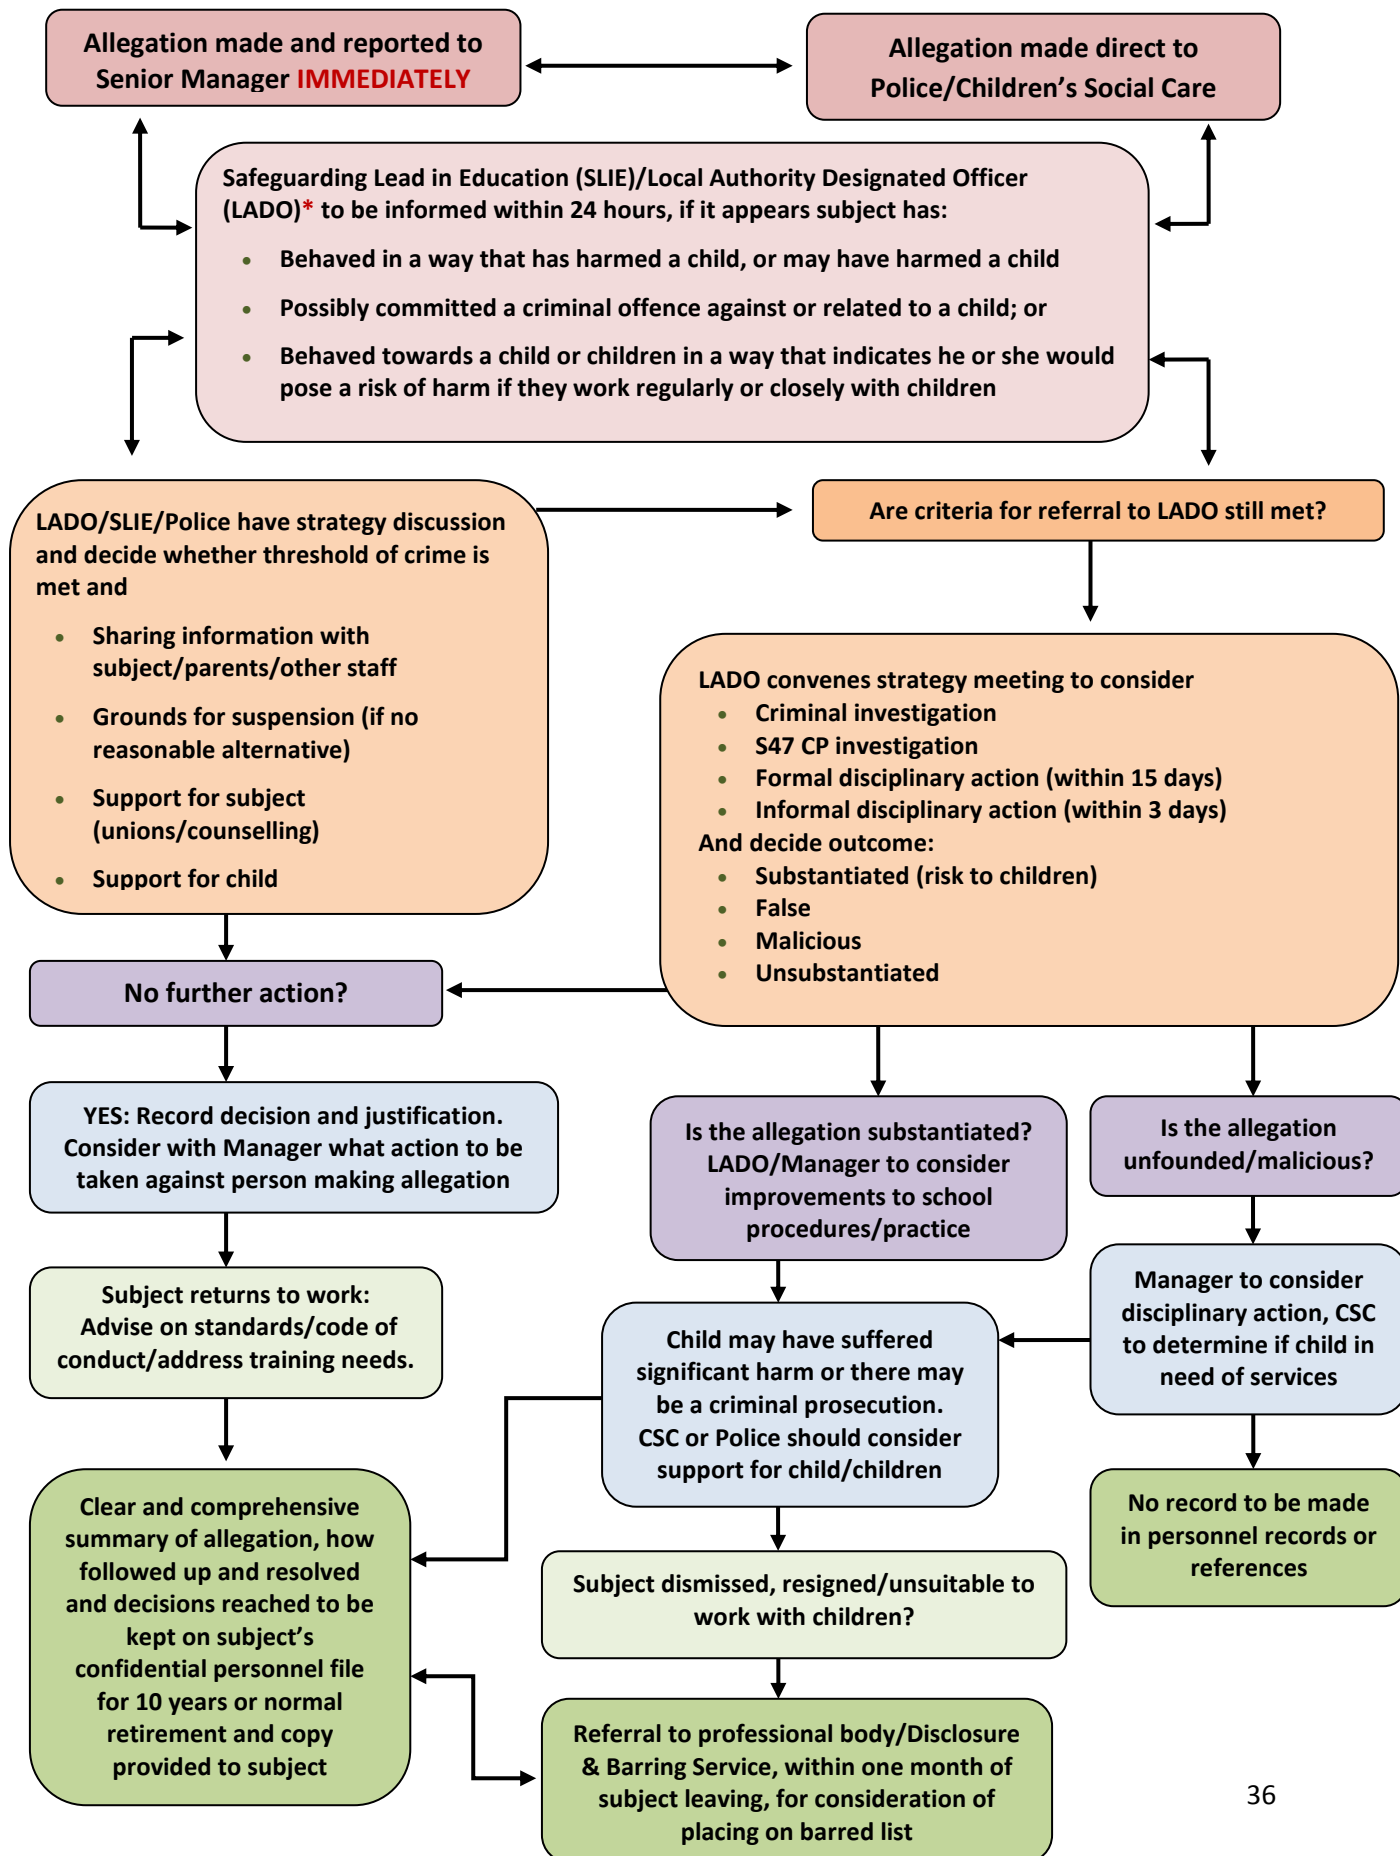 Allegation made and reported to
Senior Manager IMMEDIATELY
Allegation made direct to
Police/Children’s Social Care
Safeguarding Lead in Education (SLIE)/Local Authority Designated Officer
(LADO)* to be informed within 24 hours, if it appears subject has:
• Behaved in a way that has harmed a child, or may have harmed a child
• Possibly committed a criminal offence against or related to a child; or
• Behaved towards a child or children in a way that indicates he or she would
pose a risk of harm if they work regularly or closely with children
LADO/SLIE/Police have strategy discussion
and decide whether threshold of crime is
met and
• Sharing information with
subject/parents/other staff
• Grounds for suspension (if no
reasonable alternative)
• Support for subject
(unions/counselling)
• Support for child
Are criteria for referral to LADO still met?
LADO convenes strategy meeting to consider
• Criminal investigation
• S47 CP investigation
• Formal disciplinary action (within 15 days)
• Informal disciplinary action (within 3 days)
And decide outcome:
• Substantiated (risk to children)
• False
• Malicious
• Unsubstantiated
No further action?
YES: Record decision and justification.
Consider with Manager what action to be
taken against person making allegation
Is the allegation substantiated?
LADO/Manager to consider
improvements to school
procedures/practice
Is the allegation
unfounded/malicious?
Subject returns to work:
Advise on standards/code of
conduct/address training needs.
Child may have suffered
significant harm or there may
be a criminal prosecution.
CSC or Police should consider
support for child/children
Manager to consider
disciplinary action, CSC
to determine if child in
need of services
Clear and comprehensive
summary of allegation, how
followed up and resolved
and decisions reached to be
kept on subject’s
confidential personnel file
for 10 years or normal
retirement and copy
provided to subject
Subject dismissed, resigned/unsuitable to
work with children?
No record to be made
in personnel records or
references
Referral to professional body/Disclosure
& Barring Service, within one month of
subject leaving, for consideration of
placing on barred list
36